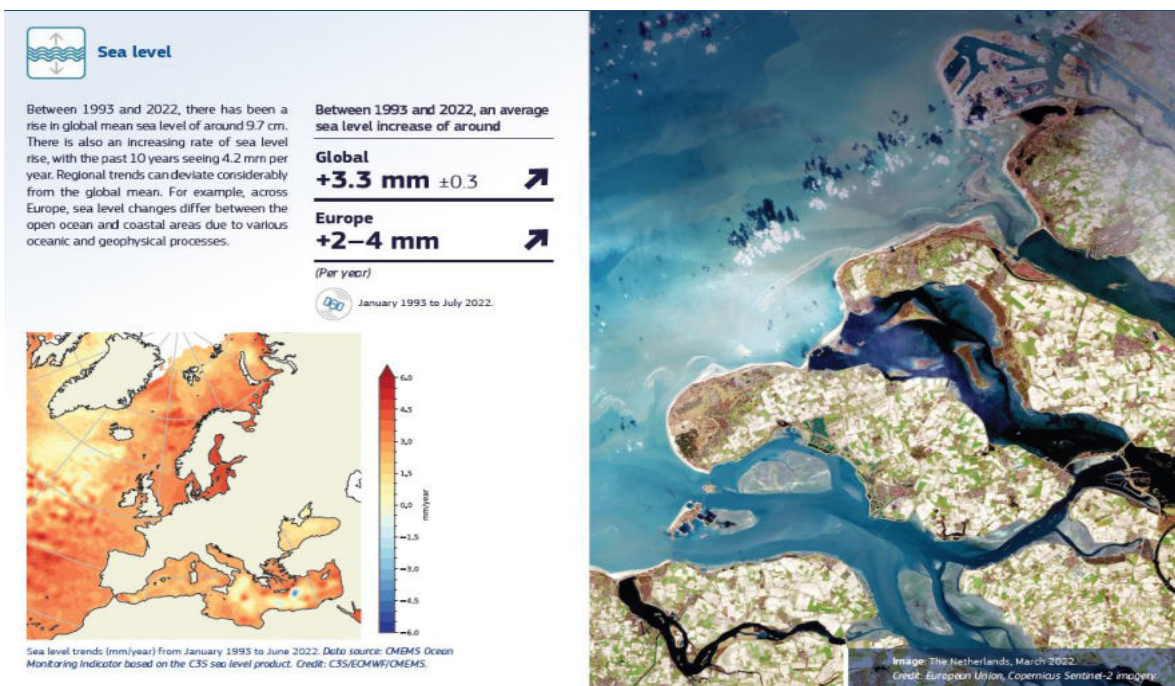 Sea level
Between 1993 and 2022, there has been a
rise in global mean sea level of around 9.7 cm.
There is also an increasing rate of sea level
rise, with the past 10 years seeing 4.2 mm per
year. Regional trends can deviate considerably
from the global mean. For example, across
Europe, sea level changes differ between the
open ocean and coastal areas due to various
oceanic and geophysical processes.
Between 1993 and 2022, an average
sea level increase of around
Global
+3.3 mm ±0.3
Europe
+2–4 mm
(Per year)
January 1993 to July 2022.
6.0
4.5
3.0
1.5
0.0
−1.5
−3.0
−4.5
−6.0
mm/year
Sea level trends (mm/year) from January 1993 to June 2022. Data source: CMEMS Ocean
Monitoring Indicator based on the C3S sea level product. Credit: C3S/ECMWF/CMEMS.
Image: The Netherlands, March 2022.
Credit: European Union, Copernicus Sentinel-2 imagery.